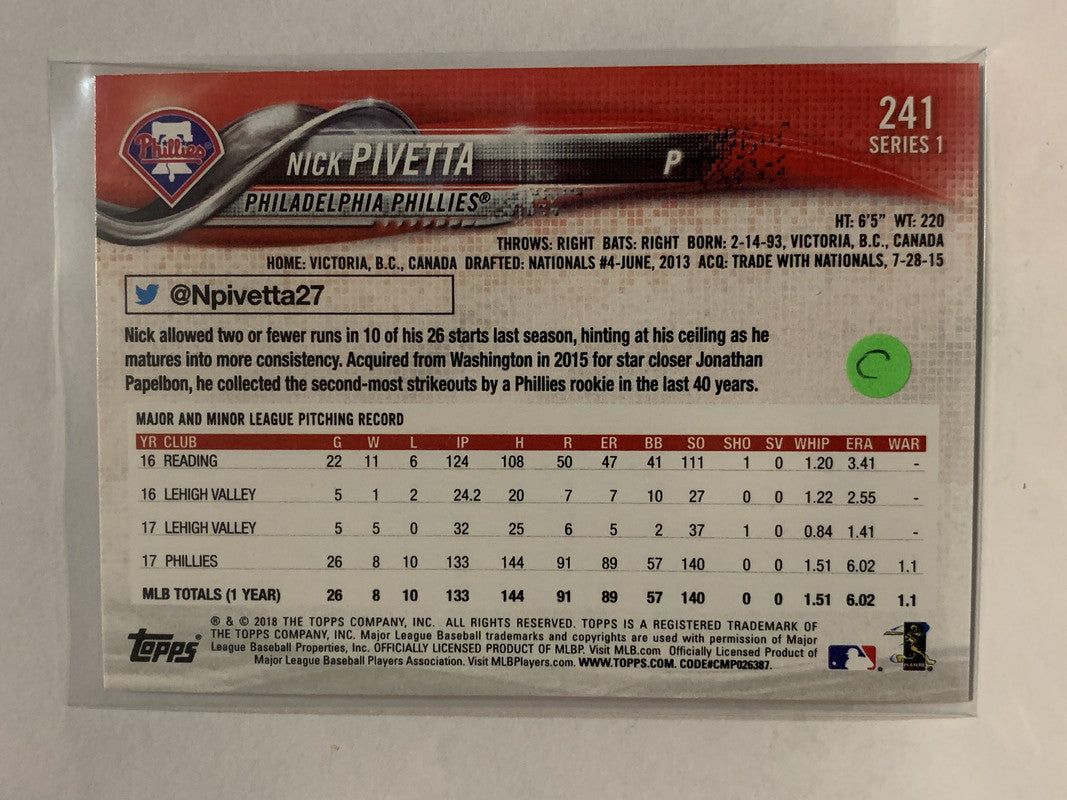 Phillies
241
SERIES 1
NICK PIVETTA P
PHILADELPHIA PHILLIES®
HT: 6'5" WT: 220
THROWS: RIGHT BATS: RIGHT BORN: 2-14-93, VICTORIA, B.C., CANADA
HOME: VICTORIA, B.C., CANADA DRAFTED: NATIONALS #4-JUNE, 2013 ACQ: TRADE WITH NATIONALS, 7-28-15
@Npivetta27
Nick allowed two or fewer runs in 10 of his 26 starts last season, hinting at his ceiling as he
matures into more consistency. Acquired from Washington in 2015 for star closer Jonathan
Papelbon, he collected the second-most strikeouts by a Phillies rookie in the last 40 years.
C
MAJOR AND MINOR LEAGUE PITCHING RECORD
YR CLUB G W L IP H R ER BB SO SHO SV WHIP ERA WAR
16 READING 22 11 6 124 108 50 47 41 111 1 0 1.20 3.41 -
16 LEHIGH VALLEY 5 1 2 24.2 20 7 7 10 27 0 0 1.22 2.55 -
17 LEHIGH VALLEY 5 5 0 32 25 6 5 2 37 1 0 0.84 1.41 -
17 PHILLIES 26 8 10 133 144 91 89 57 140 0 0 1.51 6.02 1.1
MLB TOTALS (1 YEAR) 26 8 10 133 144 91 89 57 140 0 0 1.51 6.02 1.1
topps
® & © 2018 THE TOPPS COMPANY, INC. ALL RIGHTS RESERVED. TOPPS IS A REGISTERED TRADEMARK OF
THE TOPPS COMPANY, INC. Major League Baseball trademarks and copyrights are used with permission of Major
League Baseball Properties, Inc. OFFICIALLY LICENSED PRODUCT OF MLBP. Visit MLB.com Officially Licensed Product of
Major League Baseball Players Association. Visit MLBPlayers.com. WWW.TOPPS.COM. CODE#CMP026387.